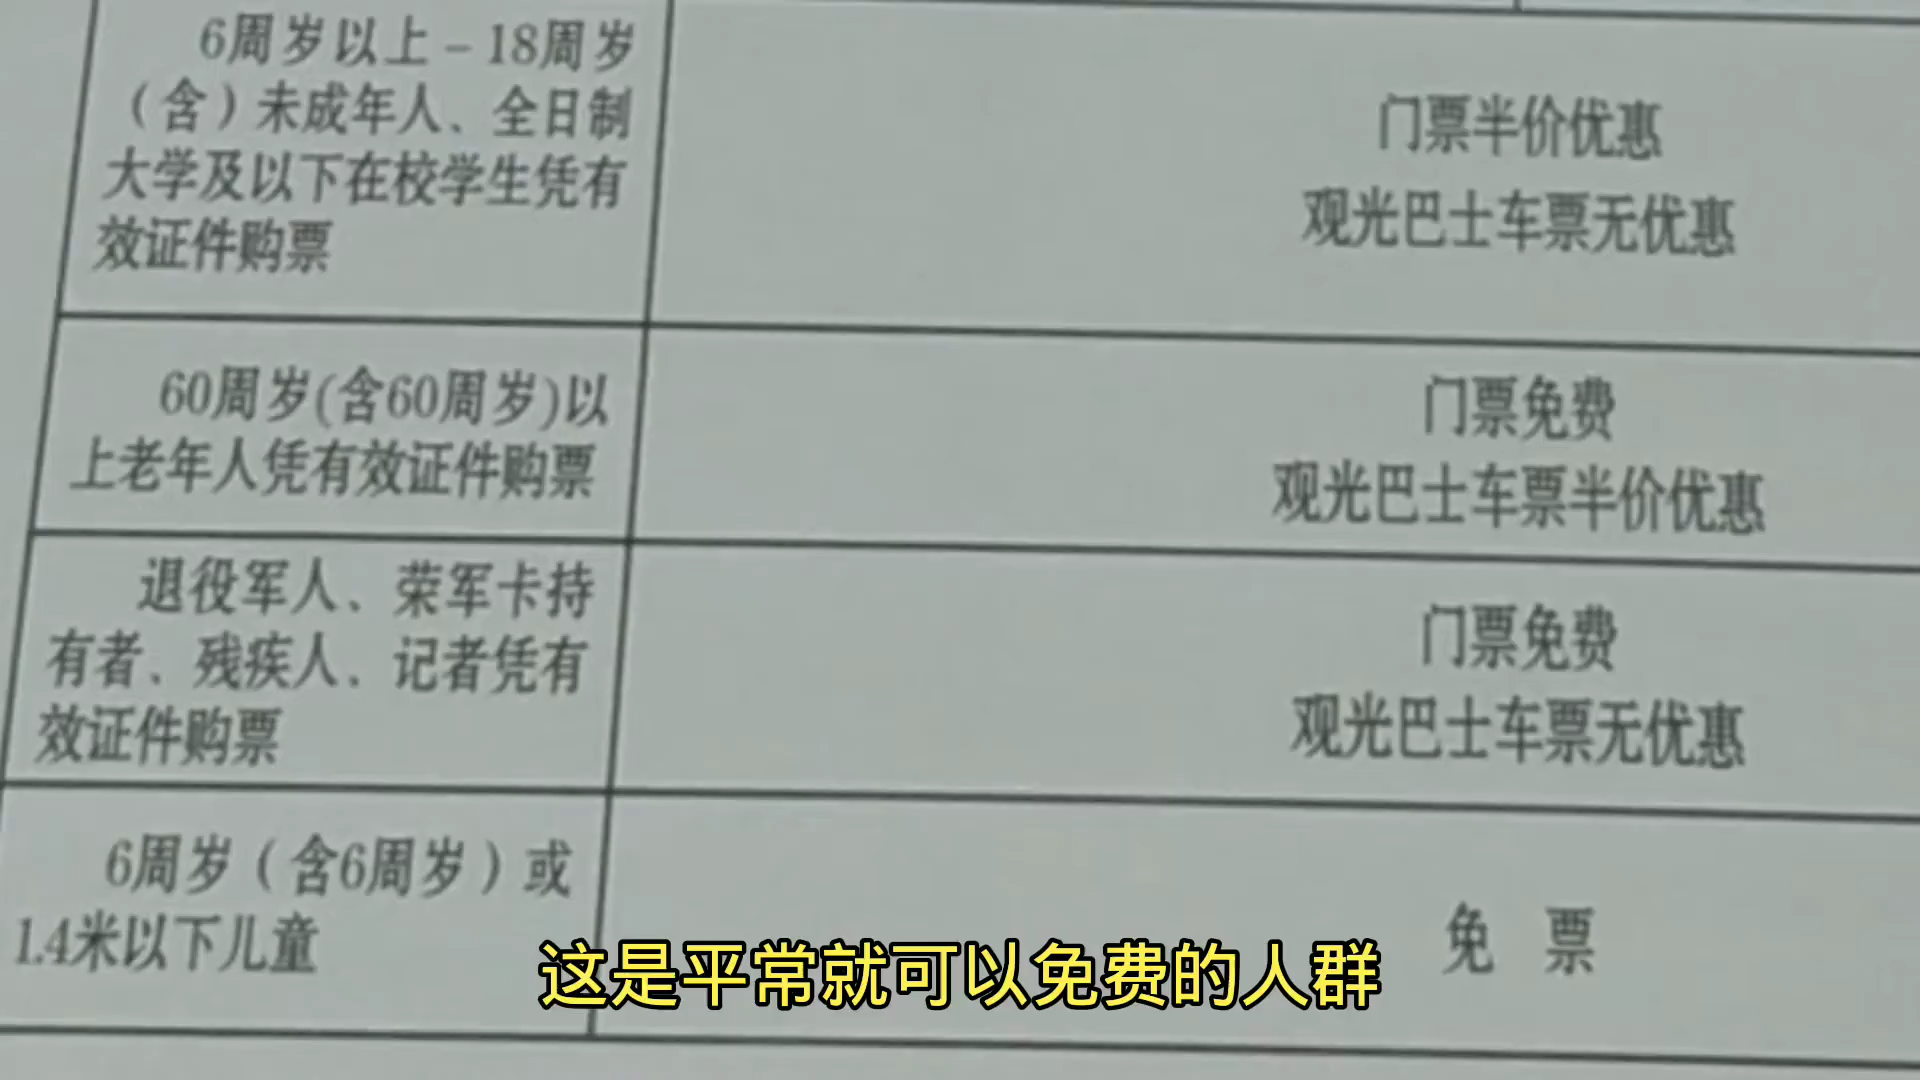 6周岁以上-18周岁
（含）未成年人、全日制
大学及以下在校学生凭有
效证件购票
门票半价优惠
观光巴士车票无优惠
60周岁(含60周岁)以
上老年人凭有效证件购票
门票免费
观光巴士车票半价优惠
退役军人、荣军卡持
有者、残疾人、记者凭有
效证件购票
门票免费
观光巴士车票无优惠
6周岁（含6周岁）或
1.4米以下儿童
免 票
这是平常就可以免费的人群